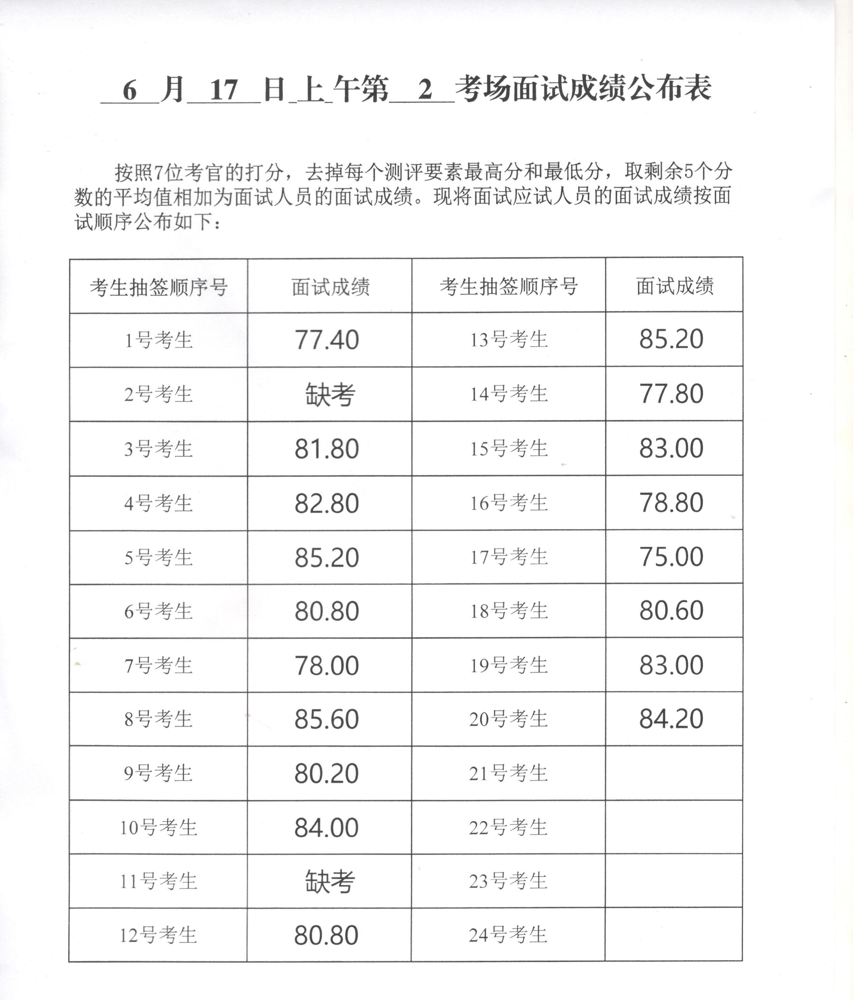 6 月 17 日 上 午第 2 考场面试成绩公布表
按照7位考官的打分，去掉每个测评要素最高分和最低分，取剩余5个分
数的平均值相加为面试人员的面试成绩。现将面试应试人员的面试成绩按面
试顺序公布如下：
考生抽签顺序号 面试成绩 考生抽签顺序号 面试成绩
1号考生 77.40 13号考生 85.20
2号考生 缺考 14号考生 77.80
3号考生 81.80 15号考生 83.00
4号考生 82.80 16号考生 78.80
5号考生 85.20 17号考生 75.00
6号考生 80.80 18号考生 80.60
7号考生 78.00 19号考生 83.00
8号考生 85.60 20号考生 84.20
9号考生 80.20 21号考生
10号考生 84.00 22号考生
11号考生 缺考 23号考生
12号考生 80.80 24号考生